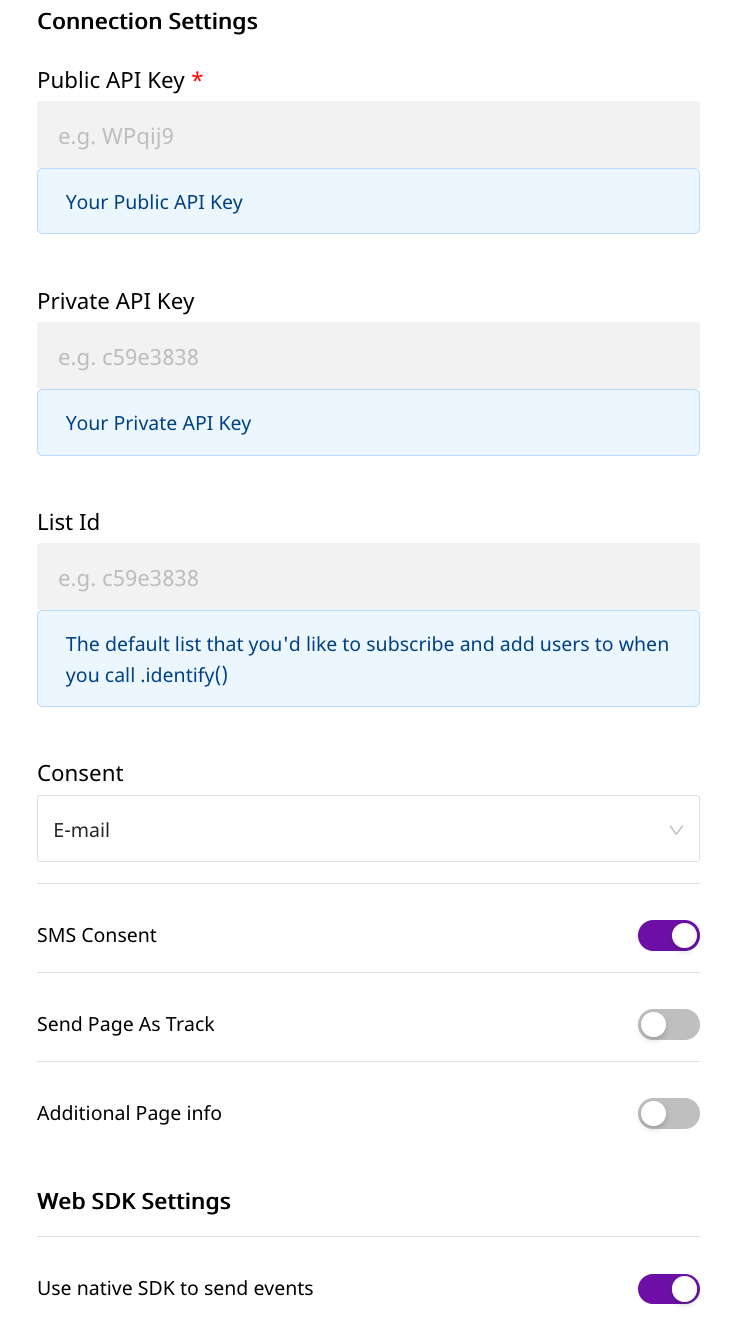 Connection Settings
Public API Key *
e.g. WPqij9
Your Public API Key
Private API Key
e.g. c59e3838
Your Private API Key
List Id
e.g. c59e3838
The default list that you'd like to subscribe and add users to when
you call .identify()
Consent
E-mail
SMS Consent
Send Page As Track
Additional Page info
Web SDK Settings
Use native SDK to send events